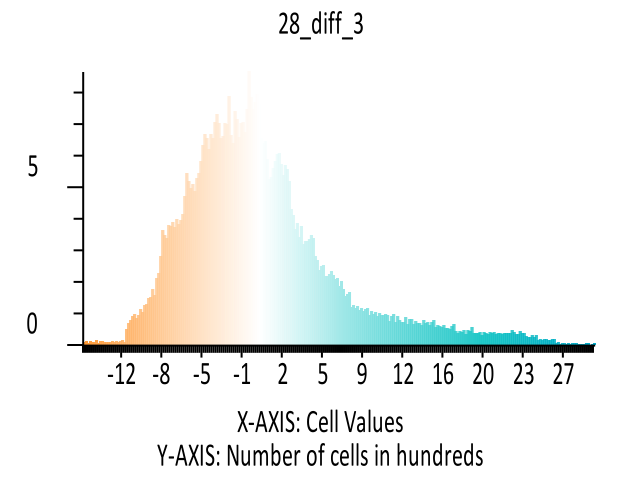 28_diff_3
5
0
-12 -8 -5 -1 2 5 9 12 16 20 23 27
X-AXIS: Cell Values
Y-AXIS: Number of cells in hundreds